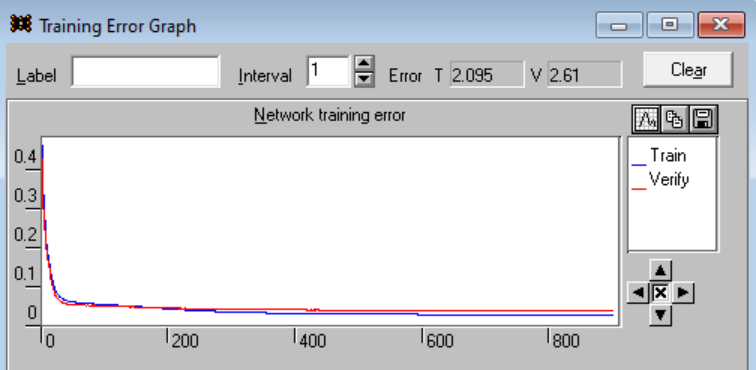 Training Error Graph
Label Interval 1 Error T 2.095 V 2.61 Clear
Network training error
Train
Verify
0.4
0.3
0.2
0.1
0
0 200 400 600 800